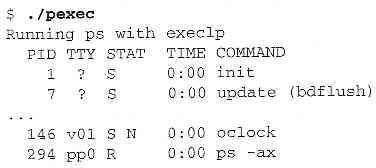 $ ./pexec
Running ps with execlp
PID TTY STAT TIME COMMAND
1 ? S 0:00 init
7 ? S 0:00 update (bdflush)
...
146 v01 S N 0:00 oclock
294 pp0 R 0:00 ps -ax